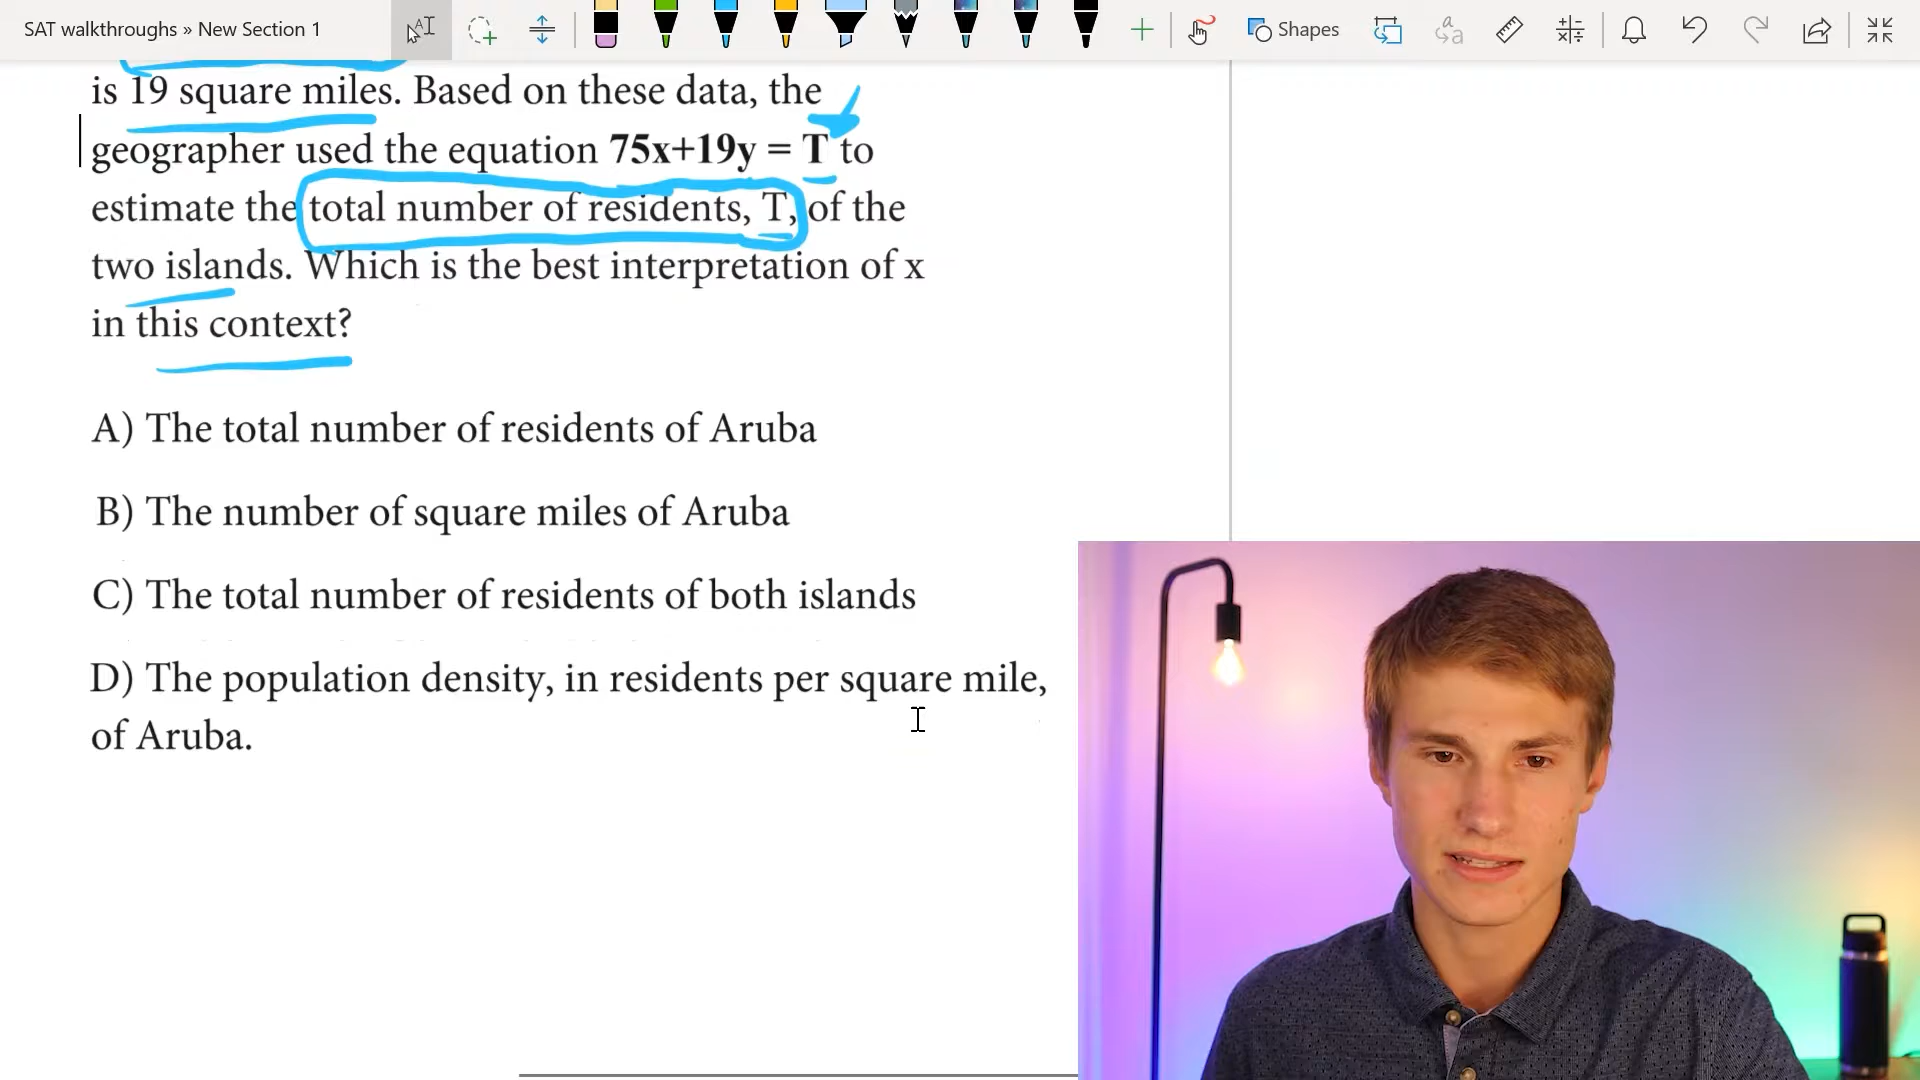 SAT walkthroughs » New Section 1
Shapes
is 19 square miles. Based on these data, the
geographer used the equation 75x+19y = T to
estimate the total number of residents, T, of the
two islands. Which is the best interpretation of x
in this context?
A) The total number of residents of Aruba
B) The number of square miles of Aruba
C) The total number of residents of both islands
D) The population density, in residents per square mile,
of Aruba.